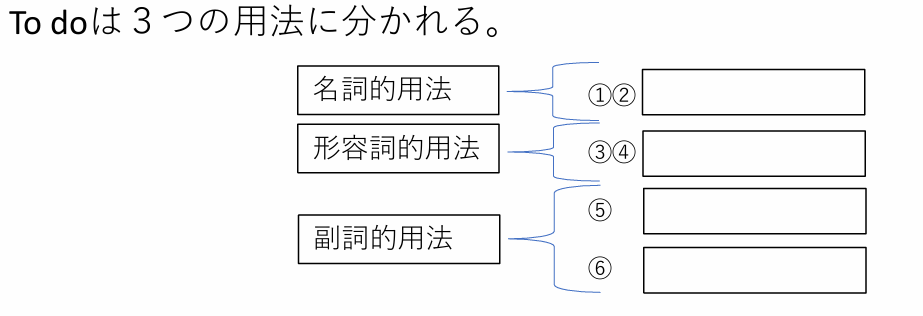 To doは３つの用法に分かれる。
名詞的用法
①②
形容詞的用法
③④
副詞的用法
⑤
⑥